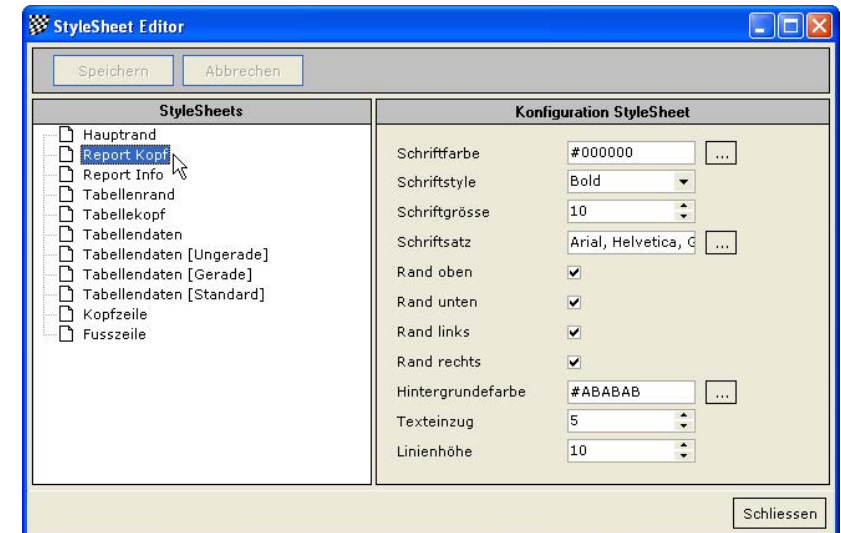 StyleSheet Editor
Speichern Abbrechen
StyleSheets
Hauptrand
Report Kopf
Report Info
Tabellenrand
Tabellekopf
Tabellendaten
Tabellendaten [Ungerade]
Tabellendaten [Gerade]
Tabellendaten [Standard]
Kopfzeile
Fusszeile
Konfiguration StyleSheet
Schriftfarbe #000000 ...
Schriftstyle Bold
Schriftgrösse 10
Schriftsatz Arial, Helvetica, G ...
Rand oben
Rand unten
Rand links
Rand rechts
Hintergrundefarbe #ABABAB ...
Texteinzug 5
Linienhöhe 10
Schliessen